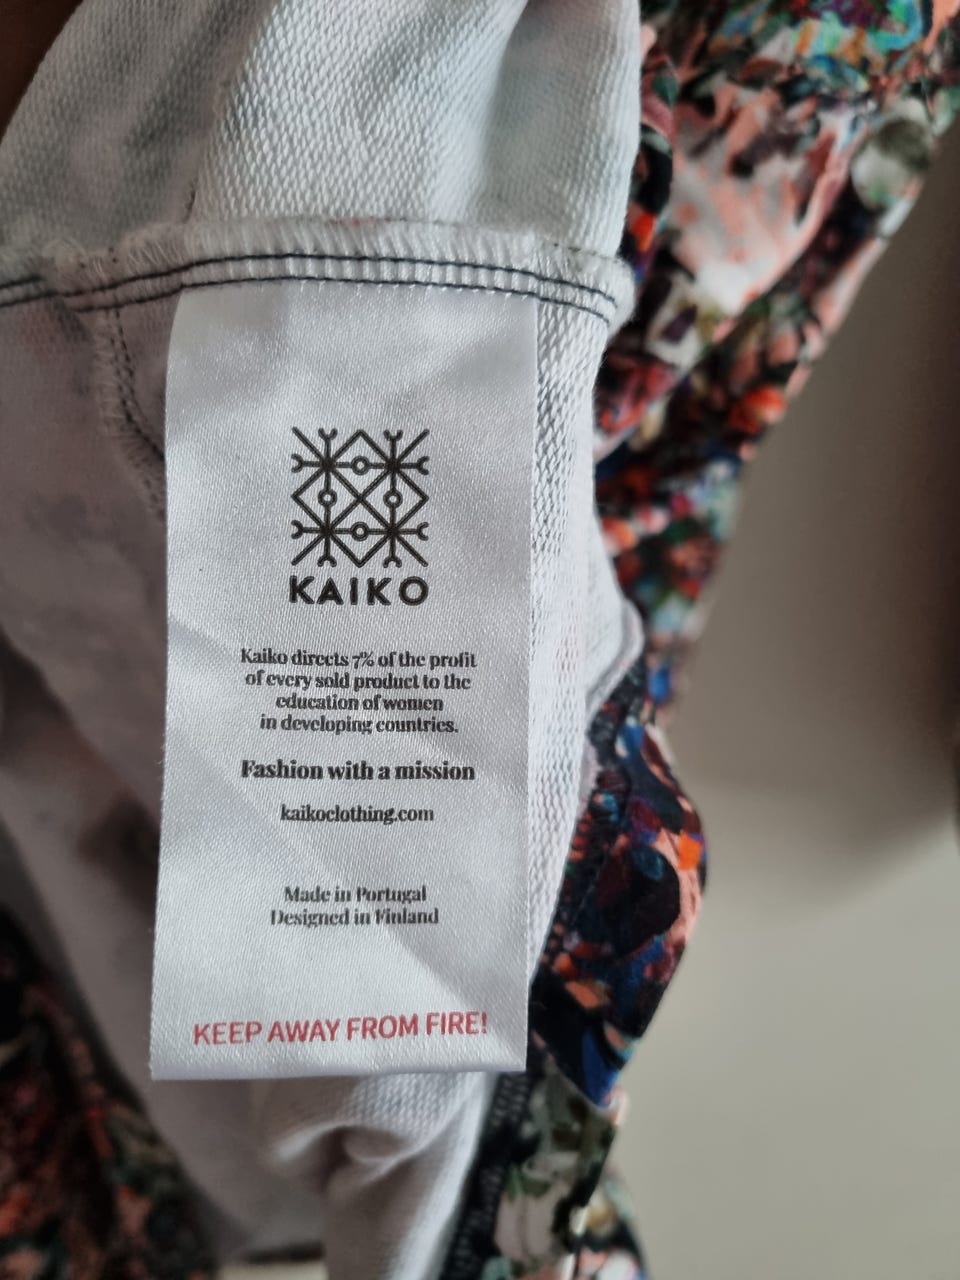 KAIKO
Kaiko directs 7% of the profit
of every sold product to the
education of women
in developing countries.
Fashion with a mission
kaikoclothing.com
Made in Portugal
Designed in Finland
KEEP AWAY FROM FIRE!